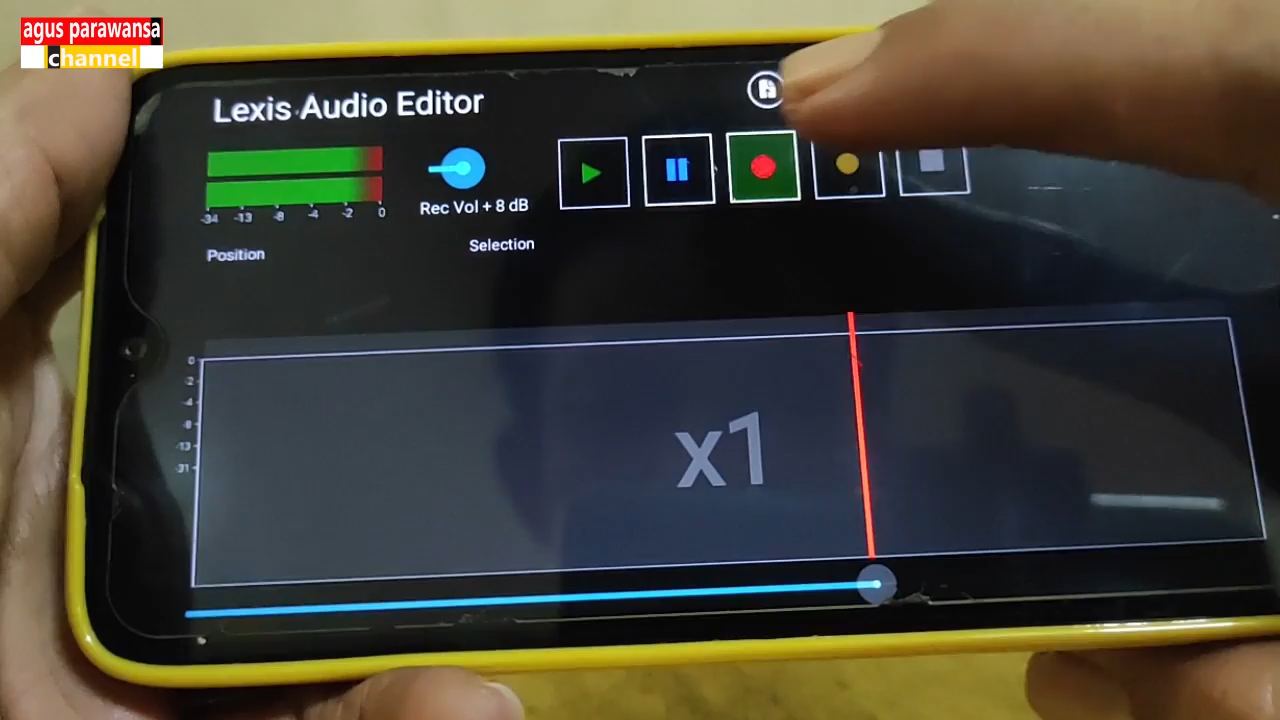 agus parawansa
channel
Lexis Audio Editor
-34 -13 -8 -4 -2 0
Rec Vol + 8 dB
Position
Selection
0
-2
-4
-8
-13
-31
x1